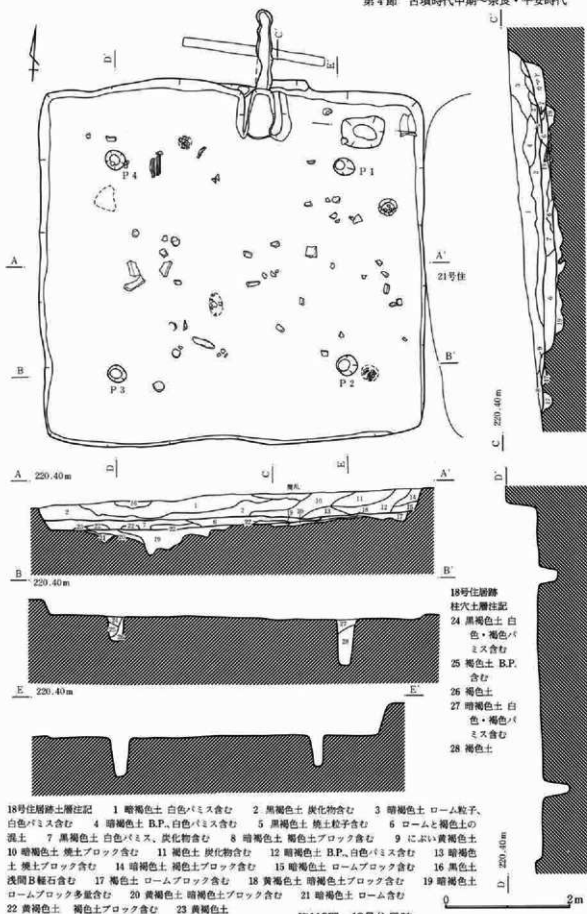 第4節 古墳時代中期〜奈良・平安時代
C'
D'
C'
E
P 4
P 1
A
A'
21号住
B
B'
P 3
P 2
220.40m
C
D
C
E
A 220.40m
A'
D'
B
220.40m
B'
18号住居跡
柱穴土層注記
24 黒褐色土 白
色・褐色パ
ミス含む
25 褐色土 B.P.
含む
26 褐色土
27 暗褐色土 白
色・褐色パ
ミス含む
28 褐色土
E 220.40m
E'
18号住居跡土層注記 1 暗褐色土 白色パミス含む 2 黒褐色土 炭化物含む 3 暗褐色土 ローム粒子、
白色パミス含む 4 暗褐色土 B.P.、白色パミス含む 5 黒褐色土 焼土粒子含む 6 ロームと褐色土の
混土 7 黒褐色土 白色パミス、炭化物含む 8 暗褐色土 褐色土ブロック含む 9 にぶい黄褐色土
10 暗褐色土 焼土ブロック含む 11 褐色土 炭化物含む 12 暗褐色土 B.P.、白色パミス含む 13 暗褐色
土 焼土ブロック含む 14 暗褐色土 褐色土ブロック含む 15 暗褐色土 ロームブロック含む 16 黒色土
浅間B軽石含む 17 褐色土 ロームブロック含む 18 黄褐色土 暗褐色土ブロック含む 19 暗褐色土
ロームブロック多量含む 20 黄褐色土 暗褐色土ブロック含む 21 暗褐色土 ローム含む
22 黄褐色土 褐色土ブロック含む 23 黄褐色土
220.40m
D
0 2m